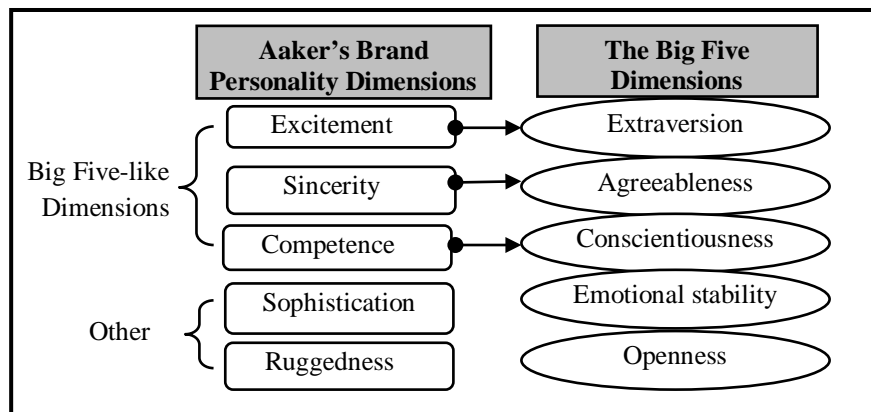 Aaker's Brand
Personality Dimensions
The Big Five
Dimensions
Excitement
Extraversion
Big Five-like
Dimensions
Sincerity
Agreeableness
Competence
Conscientiousness
Other
Sophistication
Emotional stability
Ruggedness
Openness